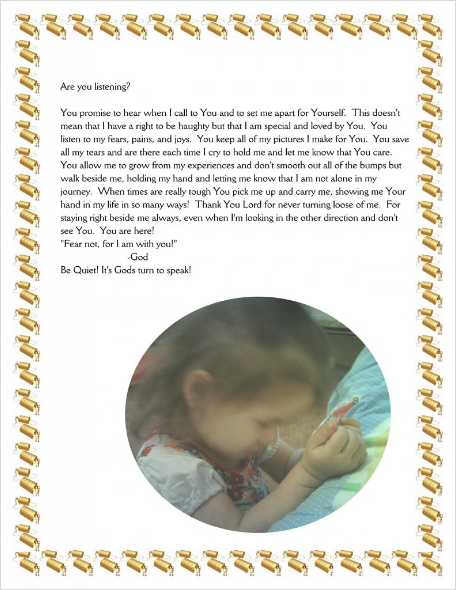 Are you listening?
You promise to hear when I call to You and to set me apart for Yourself. This doesn't
mean that I have a right to be haughty but that I am special and loved by You. You
listen to my fears, pains, and joys. You keep all of my pictures I make for You. You save
all my tears and are there each time I cry to hold me and let me know that You care.
You allow me to grow from my experiences and don't smooth out all of the bumps but
walk beside me, holding my hand and letting me know that I am not alone in my
journey. When times are really tough You pick me up and carry me, showing me Your
hand in my life in so many ways! Thank You Lord for never turning loose of me. For
staying right beside me always, even when I'm looking in the other direction and don't
see You. You are here!
"Fear not, for I am with you!"
-God
Be Quiet! It's Gods turn to speak!